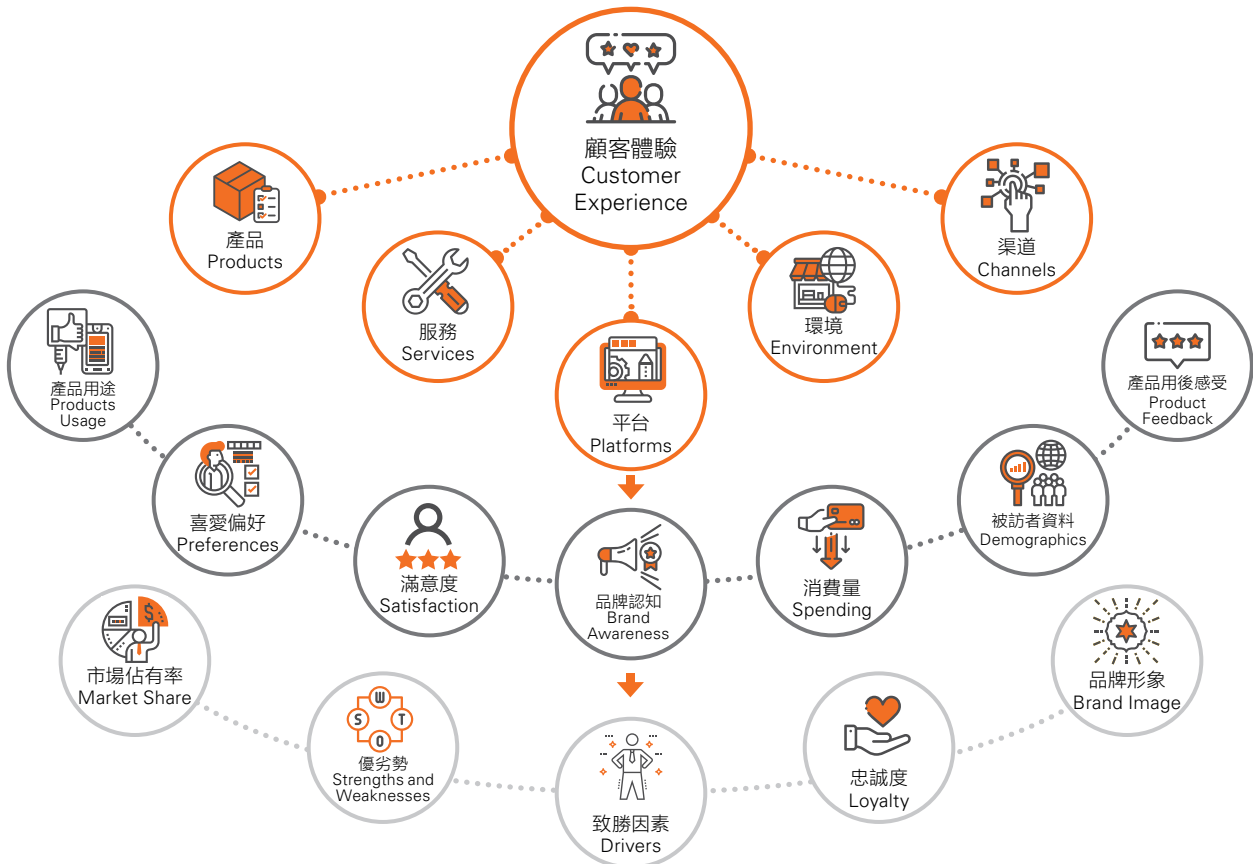 顧客體驗
Customer
Experience
產品
Products
服務
Services
平台
Platforms
環境
Environment
渠道
Channels
產品用途
Products
Usage
喜愛偏好
Preferences
滿意度
Satisfaction
品牌認知
Brand
Awareness
消費量
Spending
被訪者資料
Demographics
產品用後感受
Product
Feedback
市場佔有率
Market Share
$
W
S
T
O
優劣勢
Strengths and
Weaknesses
致勝因素
Drivers
忠誠度
Loyalty
品牌形象
Brand Image